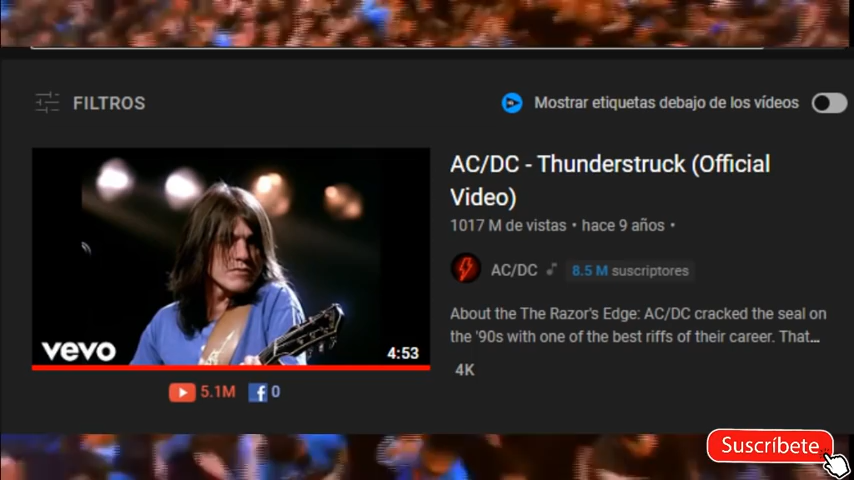 FILTROS
Mostrar etiquetas debajo de los vídeos
AC/DC - Thunderstruck (Official
Video)
1017 M de vistas • hace 9 años •
AC/DC
8.5 M suscriptores
About the The Razor's Edge: AC/DC cracked the seal on
the '90s with one of the best riffs of their career. That...
4K
vevo
4:53
5.1M
0
Suscríbete